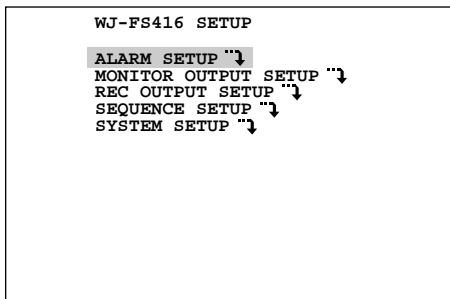 WJ-FS416 SETUP
ALARM SETUP
MONITOR OUTPUT SETUP
REC OUTPUT SETUP
SEQUENCE SETUP
SYSTEM SETUP